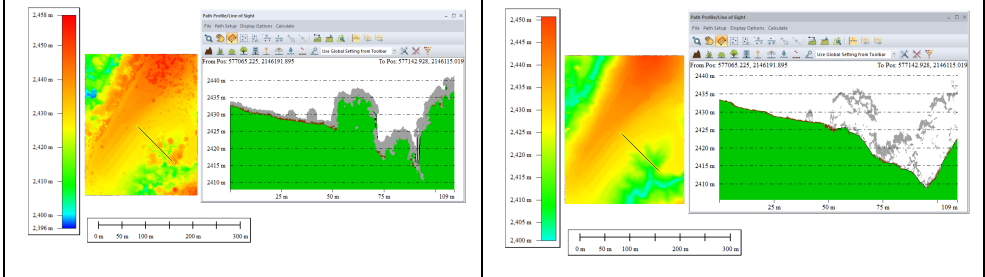 2,458 m
2,450 m
2,440 m
2,430 m
2,420 m
2,410 m
2,400 m
2,396 m
0 m 50 m 100 m 200 m 300 m
Path Profile/Line of Sight
File Path Setup Display Options Calculate
Use Global Setting from Toolbar
From Pos: 577065.225, 2146191.895 To Pos: 577142.928, 2146115.019
2440 m
2435 m
2430 m
2425 m
2420 m
2415 m
2410 m
25 m 50 m 75 m 109 m
2,450 m
2,445 m
2,440 m
2,435 m
2,430 m
2,425 m
2,420 m
2,415 m
2,410 m
2,405 m
2,400 m
0 m 50 m 100 m 200 m 300 m
Path Profile/Line of Sight
File Path Setup Display Options Calculate
Use Global Setting from Toolbar
From Pos: 577065.225, 2146191.895 To Pos: 577142.928, 2146115.019
2440 m
2435 m
2430 m
2425 m
2420 m
2415 m
2410 m
25 m 50 m 75 m 109 m